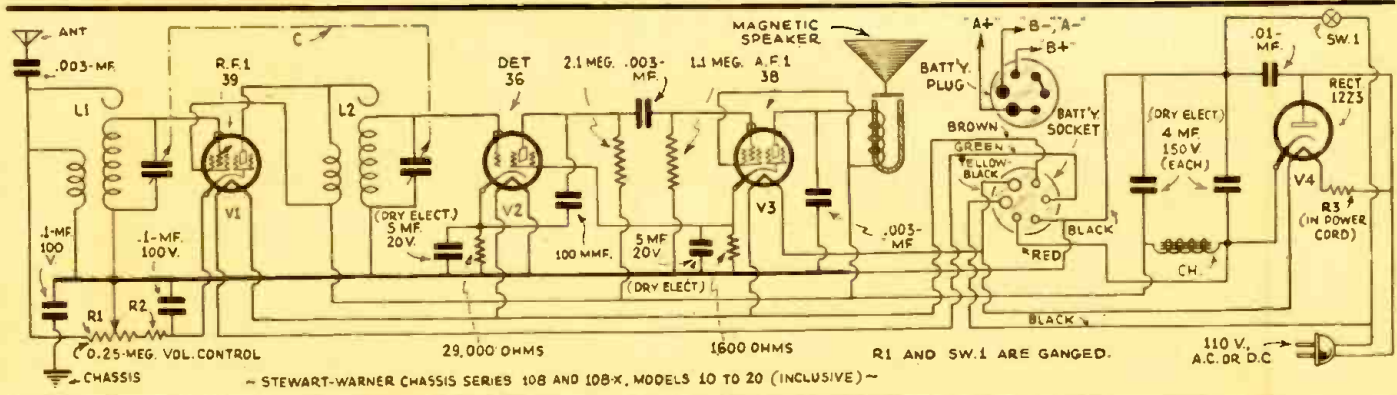 ANT
.003-MF.
L1
C
R.F.1
39
V1
L2
DET
36
V2
2.1 MEG.
.003-
MF.
1.1 MEG.
A.F.1
38
V3
MAGNETIC
SPEAKER
"A+"
"B-","A-"
"B+"
BATT'Y.
PLUG
BATT'Y.
SOCKET
BROWN
GREEN
YELLOW-
BLACK
BLACK
RED
BLACK
.01-
MF.
SW.1
RECT
12Z3
V4
(DRY ELECT.)
4 MF.
150 V.
(EACH)
R3
(IN POWER
CORD)
CH.
.1-MF.
100
V.
.1-MF.
100V.
(DRY ELECT.)
5 MF.
20V.
100 MMF.
5 MF
20V.
(DRY ELECT)
.003-
MF
R1
R2
0.25-MEG. VOL. CONTROL
CHASSIS
29,000 OHMS
1600 OHMS
R1 AND SW.1 ARE GANGED.
110 V.,
A.C. OR D.C
~ STEWART-WARNER CHASSIS SERIES 108 AND 108-X, MODELS 10 TO 20 (INCLUSIVE) ~